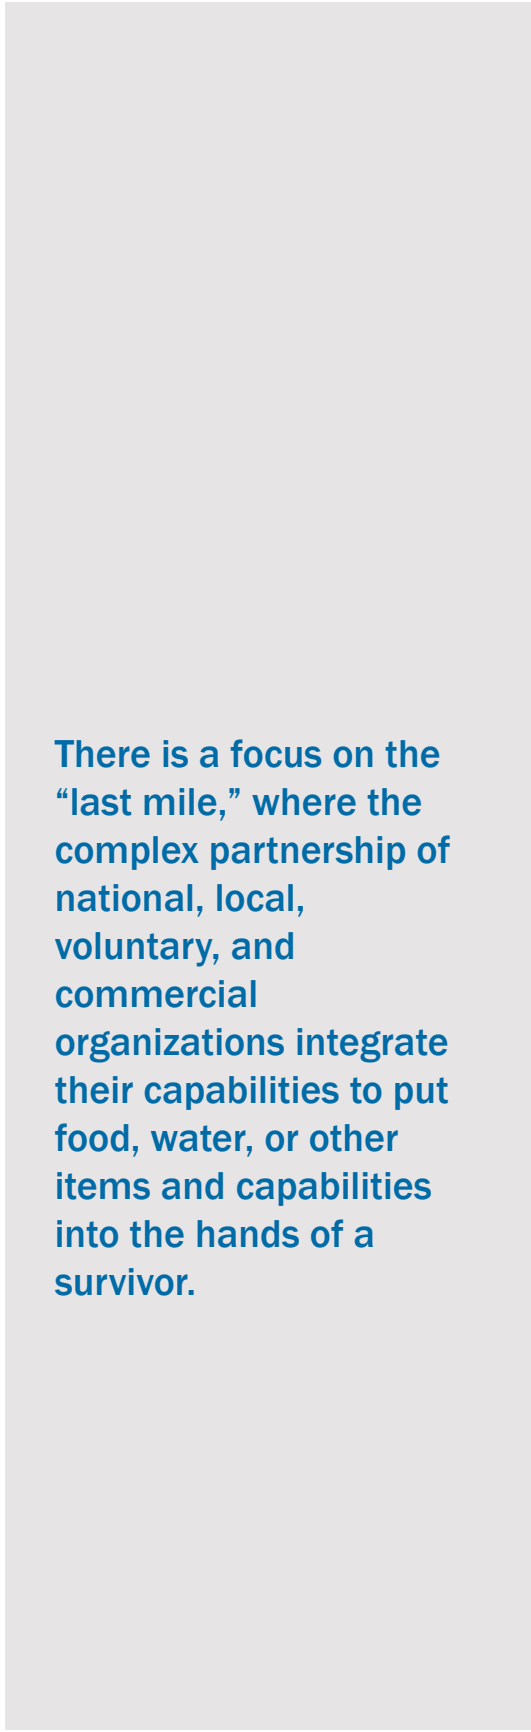 There is a focus on the
“last mile,” where the
complex partnership of
national, local,
voluntary, and
commercial
organizations integrate
their capabilities to put
food, water, or other
items and capabilities
into the hands of a
survivor.